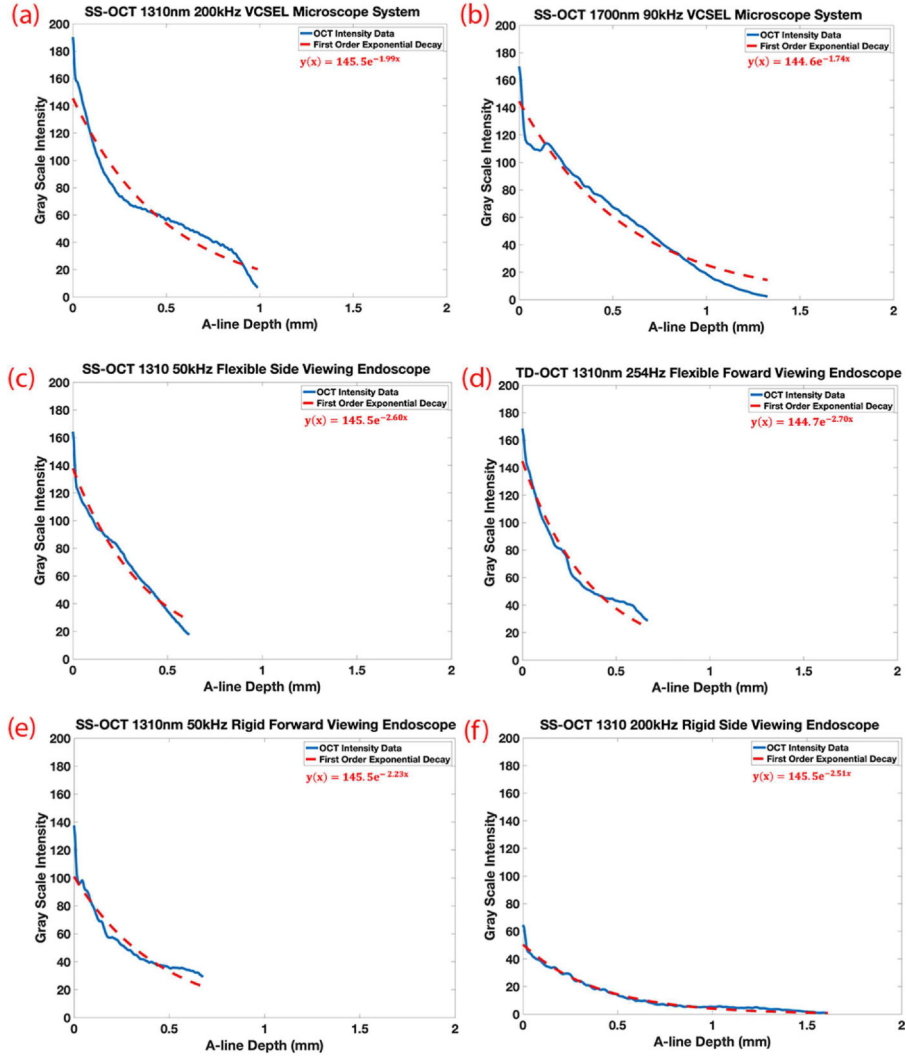 (a)
SS-OCT 1310nm 200kHz VCSEL Microscope System
200
180
160
140
120
100
80
60
40
20
0
Gray Scale Intensity
OCT Intensity Data
First Order Exponential Decay
y(x) = 145.5e^-1.99x
0 0.5 1 1.5 2
A-line Depth (mm)
(b)
SS-OCT 1700nm 90kHz VCSEL Microscope System
200
180
160
140
120
100
80
60
40
20
0
Gray Scale Intensity
OCT Intensity Data
First Order Exponential Decay
y(x) = 144.6e^-1.74x
0 0.5 1 1.5 2
A-line Depth (mm)
(c)
SS-OCT 1310 50kHz Flexible Side Viewing Endoscope
200
180
160
140
120
100
80
60
40
20
0
Gray Scale Intensity
OCT Intensity Data
First Order Exponential Decay
y(x) = 145.5e^-2.60x
0 0.5 1 1.5 2
A-line Depth (mm)
(d)
TD-OCT 1310nm 254Hz Flexible Foward Viewing Endoscope
200
180
160
140
120
100
80
60
40
20
0
Gray Scale Intensity
OCT Intensity Data
First Order Exponential Decay
y(x) = 144.7e^-2.70x
0 0.5 1 1.5 2
A-line Depth (mm)
(e)
SS-OCT 1310nm 50kHz Rigid Forward Viewing Endoscope
200
180
160
140
120
100
80
60
40
20
0
Gray Scale Intensity
OCT Intensity Data
First Order Exponential Decay
y(x) = 145.5e^-2.23x
0 0.5 1 1.5 2
A-line Depth (mm)
(f)
SS-OCT 1310 200kHz Rigid Side Viewing Endoscope
200
180
160
140
120
100
80
60
40
20
0
Gray Scale Intensity
OCT Intensity Data
First Order Exponential Decay
y(x) = 145.5e^-2.51x
0 0.5 1 1.5 2
A-line Depth (mm)